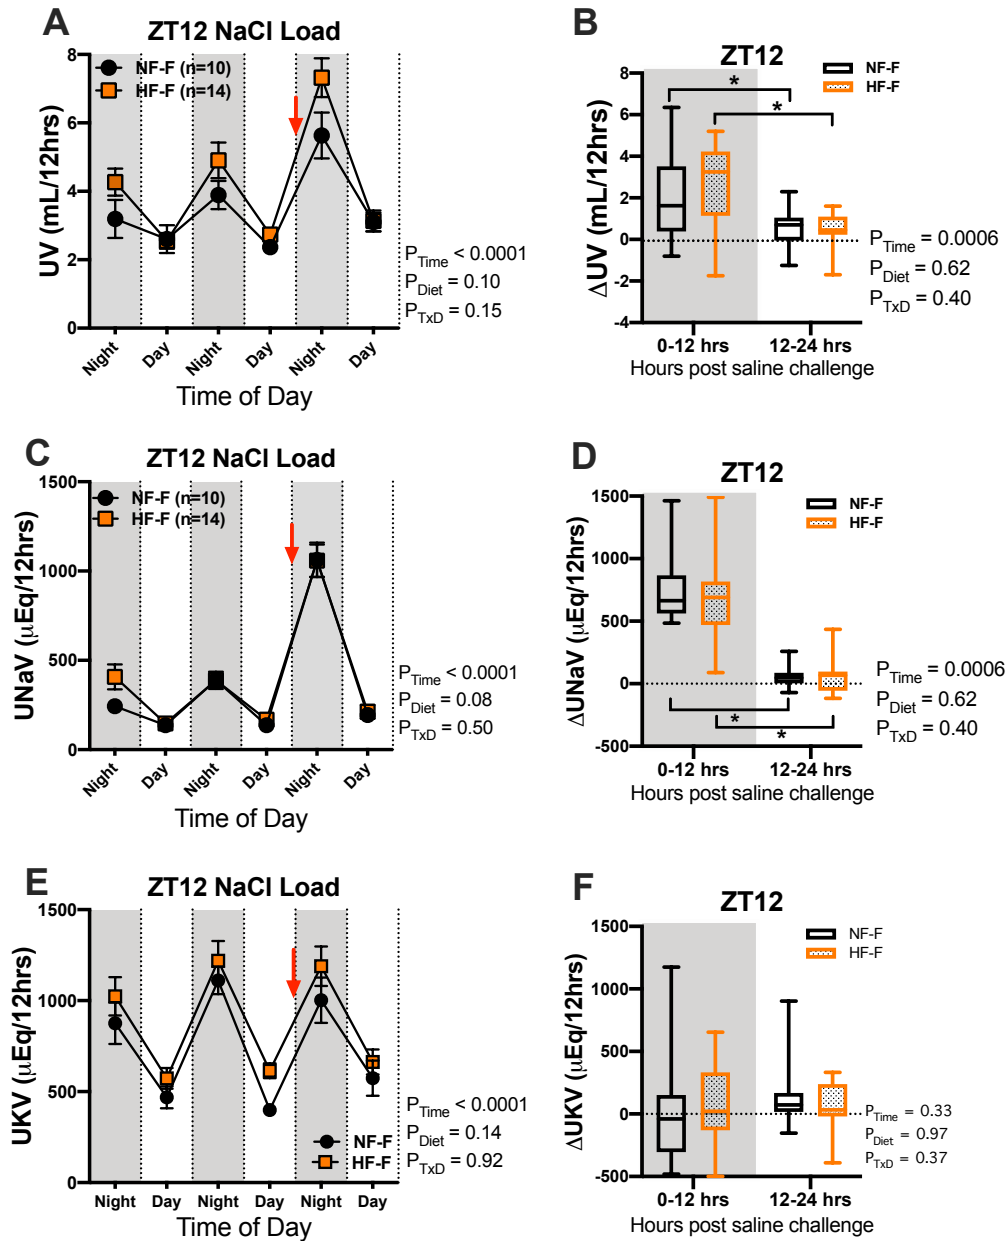 A
ZT12 NaCl Load
NF-F (n=10)
HF-F (n=14)
UV (mL/12hrs)
8
6
4
2
0
Night
Day
Night
Day
Night
Day
Time of Day
PTime < 0.0001
PDiet = 0.10
PTxD = 0.15
B
ZT12
NF-F
HF-F
*
*
ΔUV (mL/12hrs)
8
6
4
2
0
-2
-4
0-12 hrs
12-24 hrs
Hours post saline challenge
PTime = 0.0006
PDiet = 0.62
PTxD = 0.40
C
ZT12 NaCl Load
NF-F (n=10)
HF-F (n=14)
UNaV (µEq/12hrs)
1500
1000
500
0
Night
Day
Night
Day
Night
Day
Time of Day
PTime < 0.0001
PDiet = 0.08
PTxD = 0.50
D
ZT12
NF-F
HF-F
ΔUNaV (µEq/12hrs)
1500
1000
500
0
-500
*
*
0-12 hrs
12-24 hrs
Hours post saline challenge
PTime = 0.0006
PDiet = 0.62
PTxD = 0.40
E
ZT12 NaCl Load
UKV (µEq/12hrs)
1500
1000
500
0
NF-F
HF-F
Night
Day
Night
Day
Night
Day
Time of Day
PTime < 0.0001
PDiet = 0.14
PTxD = 0.92
F
ZT12
NF-F
HF-F
ΔUKV (µEq/12hrs)
1500
1000
500
0
-500
0-12 hrs
12-24 hrs
Hours post saline challenge
PTime = 0.33
PDiet = 0.97
PTxD = 0.37